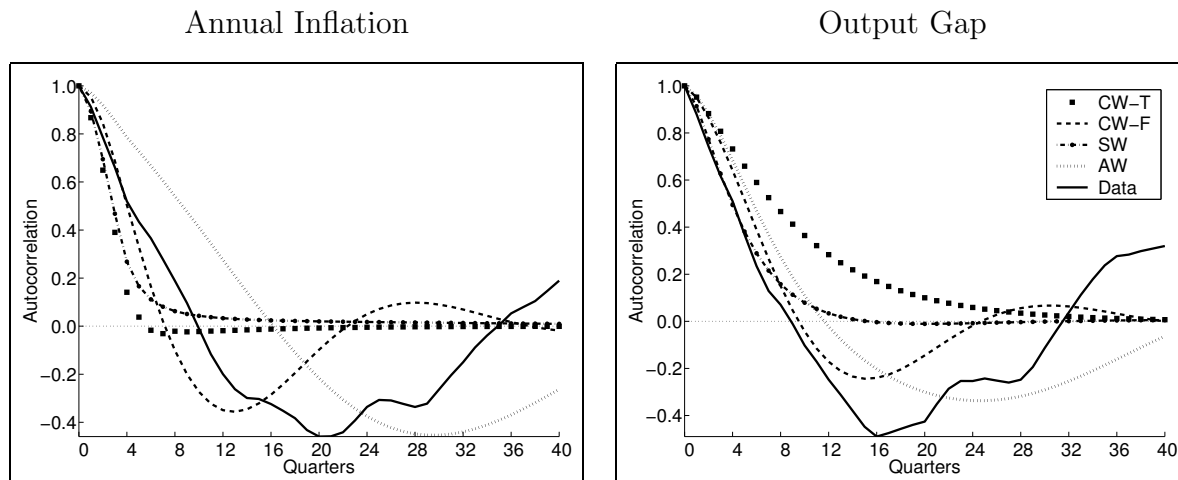 Annual Inflation
Output Gap
1.0
0.8
0.6
0.4
0.2
0.0
−0.2
−0.4
Autocorrelation
0 4 8 12 16 20 24 28 32 36 40
Quarters
1.0
0.8
0.6
0.4
0.2
0.0
−0.2
−0.4
Autocorrelation
0 4 8 12 16 20 24 28 32 36 40
Quarters
CW−T
CW−F
SW
AW
Data